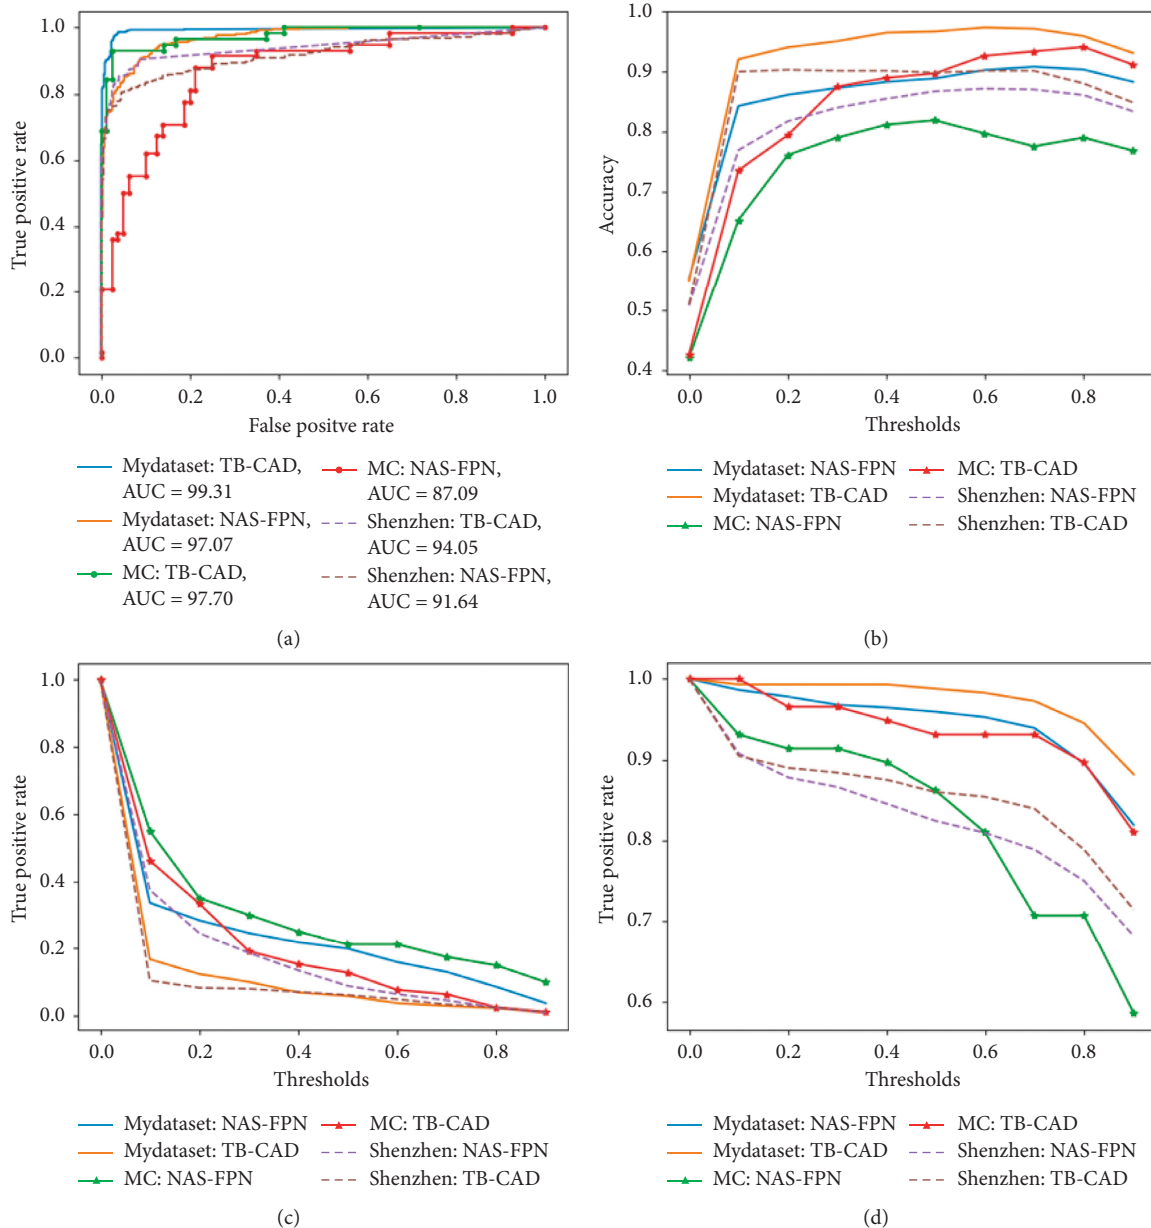 1.0
0.8
0.6
0.4
0.2
0.0
True positive rate
0.0 0.2 0.4 0.6 0.8 1.0
False positve rate
Mydataset: TB-CAD,
AUC = 99.31
Mydataset: NAS-FPN,
AUC = 97.07
MC: TB-CAD,
AUC = 97.70
MC: NAS-FPN,
AUC = 87.09
Shenzhen: TB-CAD,
AUC = 94.05
Shenzhen: NAS-FPN,
AUC = 91.64
(a)
1.0
0.9
0.8
0.7
0.6
0.5
0.4
Accuracy
0.0 0.2 0.4 0.6 0.8
Thresholds
Mydataset: NAS-FPN
Mydataset: TB-CAD
MC: NAS-FPN
MC: TB-CAD
Shenzhen: NAS-FPN
Shenzhen: TB-CAD
(b)
1.0
0.8
0.6
0.4
0.2
0.0
True positive rate
0.0 0.2 0.4 0.6 0.8
Thresholds
Mydataset: NAS-FPN
Mydataset: TB-CAD
MC: NAS-FPN
MC: TB-CAD
Shenzhen: NAS-FPN
Shenzhen: TB-CAD
(c)
1.0
0.9
0.8
0.7
0.6
True positive rate
0.0 0.2 0.4 0.6 0.8
Thresholds
Mydataset: NAS-FPN
Mydataset: TB-CAD
MC: NAS-FPN
MC: TB-CAD
Shenzhen: NAS-FPN
Shenzhen: TB-CAD
(d)